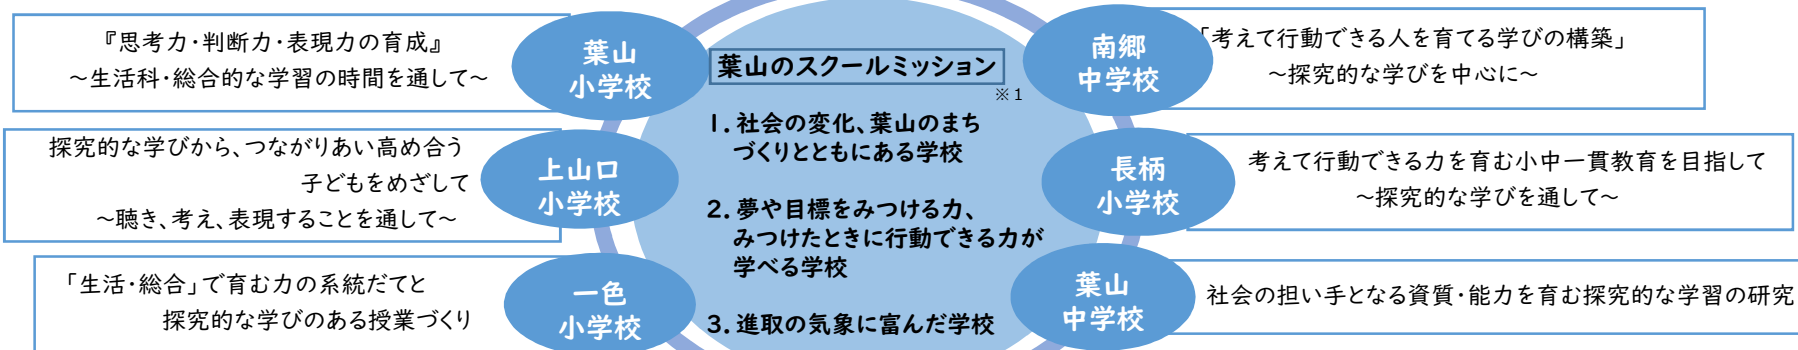 『思考力・判断力・表現力の育成』
～生活科・総合的な学習の時間を通して～
葉山
小学校
探究的な学びから、つながりあい高め合う
子どもをめざして
～聴き、考え、表現することを通して～
上山口
小学校
「生活・総合」で育む力の系統だてと
探究的な学びのある授業づくり
一色
小学校
葉山のスクールミッション
※1
1. 社会の変化、葉山のまち
づくりとともにある学校
2. 夢や目標をみつける力、
みつけたときに行動できる力が
学べる学校
3. 進取の気象に富んだ学校
南郷
中学校
「考えて行動できる人を育てる学びの構築」
～探究的な学びを中心に～
長柄
小学校
考えて行動できる力を育む小中一貫教育を目指して
～探究的な学びを通して～
葉山
中学校
社会の担い手となる資質・能力を育む探究的な学習の研究